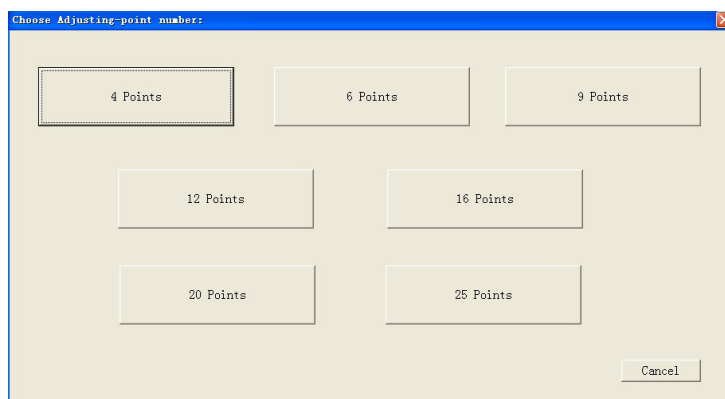 Choose Adjusting-point number:
4 Points
6 Points
9 Points
12 Points
16 Points
20 Points
25 Points
Cancel